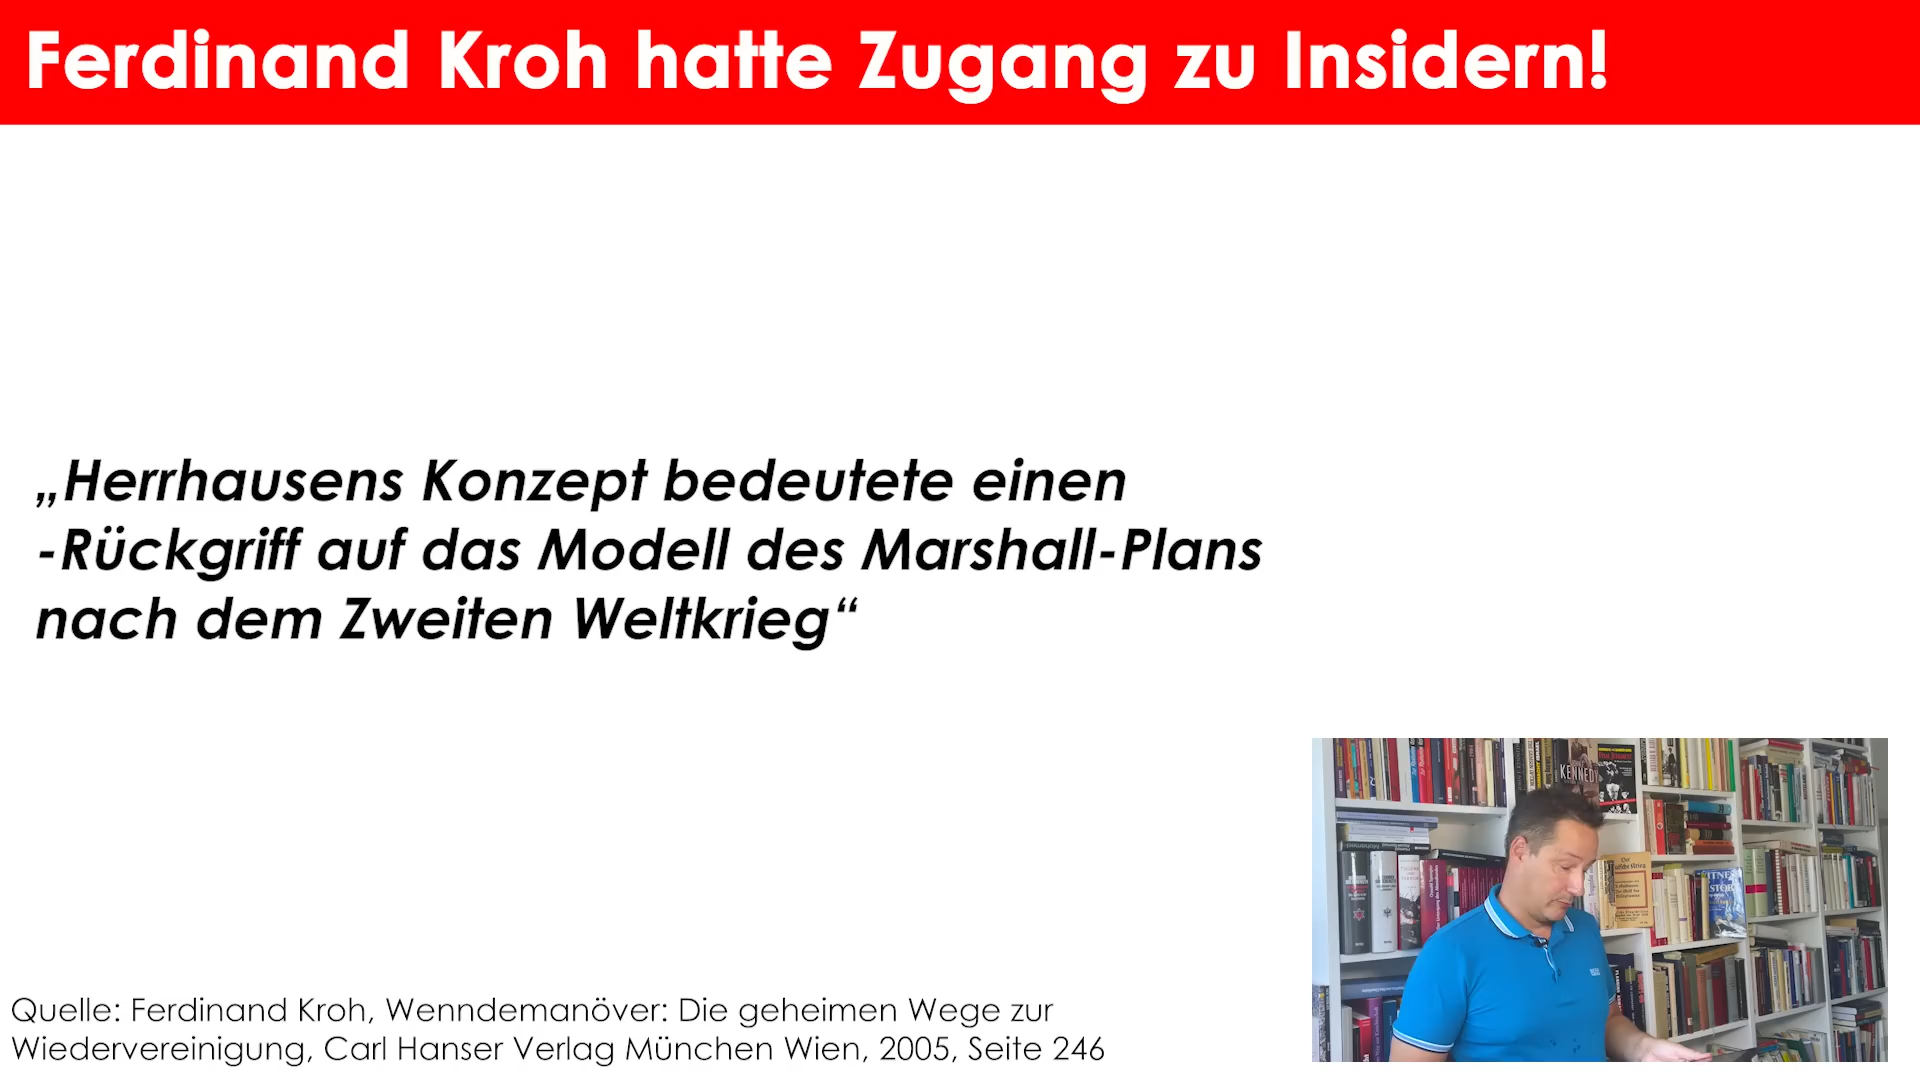 Ferdinand Kroh hatte Zugang zu Insidern!
„Herrhausens Konzept bedeutete einen
-Rückgriff auf das Modell des Marshall-Plans
nach dem Zweiten Weltkrieg“
KENNEDY
Quelle: Ferdinand Kroh, Wenndemanöver: Die geheimen Wege zur
Wiedervereinigung, Carl Hanser Verlag München Wien, 2005, Seite 246